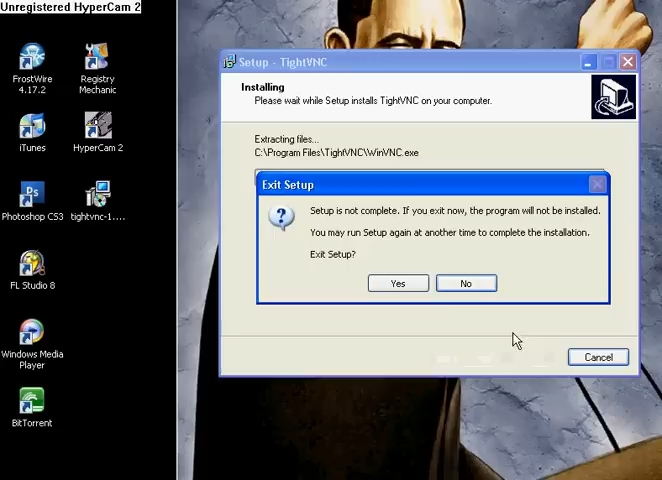 Unregistered HyperCam 2
FrostWire
4.17.2
Registry
Mechanic
iTunes
HyperCam 2
Photoshop CS3
tightvnc-1....
FL Studio 8
Windows Media
Player
BitTorrent
Setup - TightVNC
Installing
Please wait while Setup installs TightVNC on your computer.
Extracting files...
C:\Program Files\TightVNC\WinVNC.exe
Exit Setup
Setup is not complete. If you exit now, the program will not be installed.
You may run Setup again at another time to complete the installation.
Exit Setup?
Yes
No
Cancel